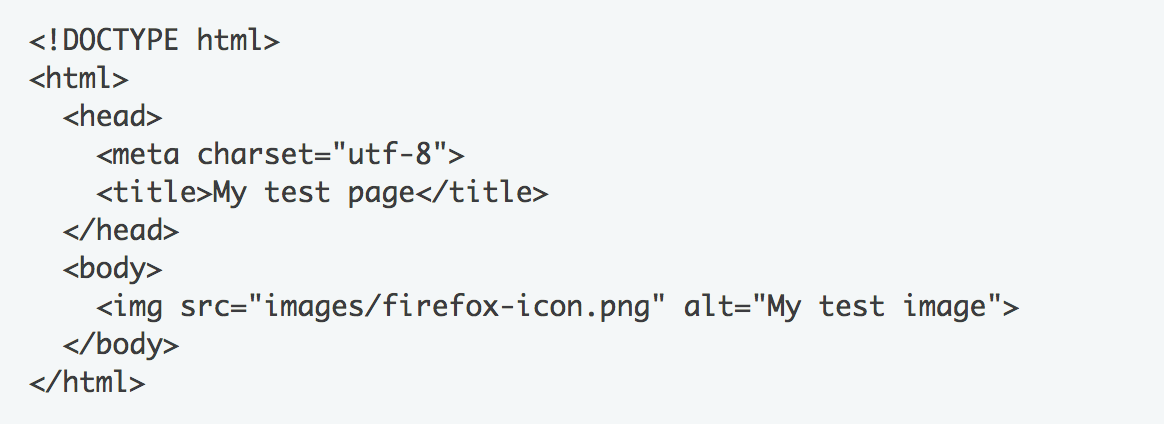 <!DOCTYPE html>
<html>
  <head>
    <meta charset="utf-8">
    <title>My test page</title>
  </head>
  <body>
    <img src="images/firefox-icon.png" alt="My test image">
  </body>
</html>